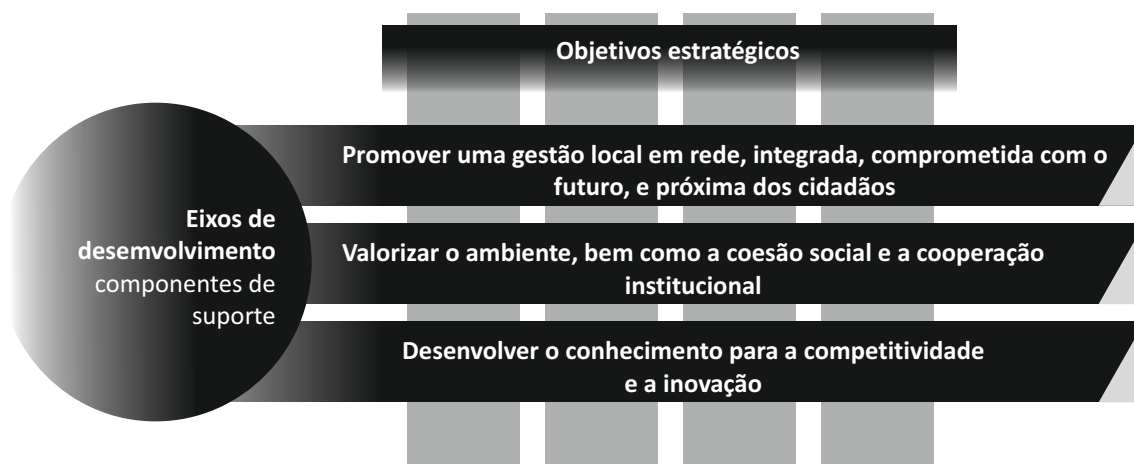 Objetivos estratégicos
Promover uma gestão local em rede, integrada, comprometida com o
futuro, e próxima dos cidadãos
Eixos de
desemvolvimento
componentes de
suporte
Valorizar o ambiente, bem como a coesão social e a cooperação
institucional
Desenvolver o conhecimento para a competitividade
e a inovação